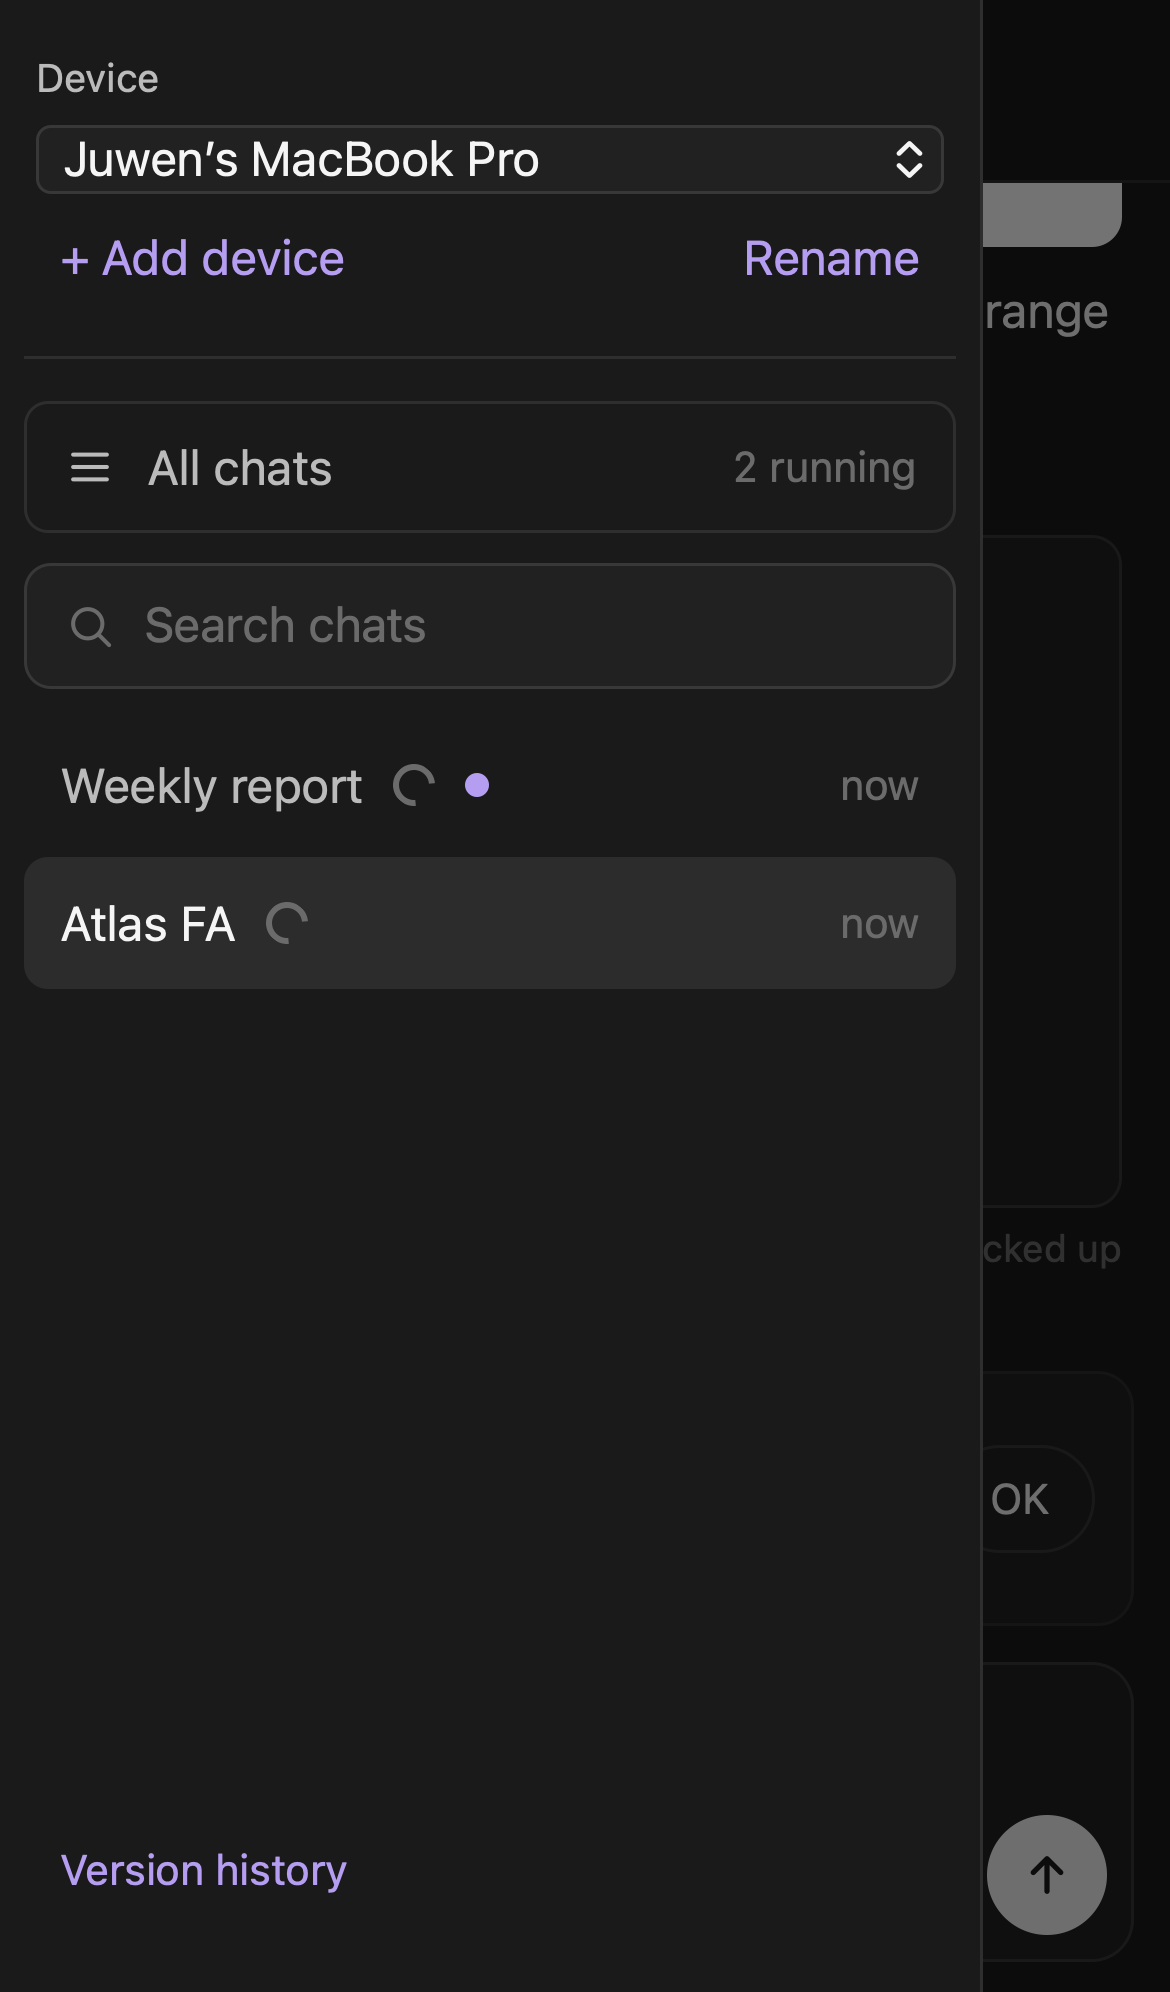 Device
Juwen’s MacBook Pro
+ Add device
Rename
range
All chats
2 running
Search chats
Weekly report
now
Atlas FA
now
cked up
OK
Version history